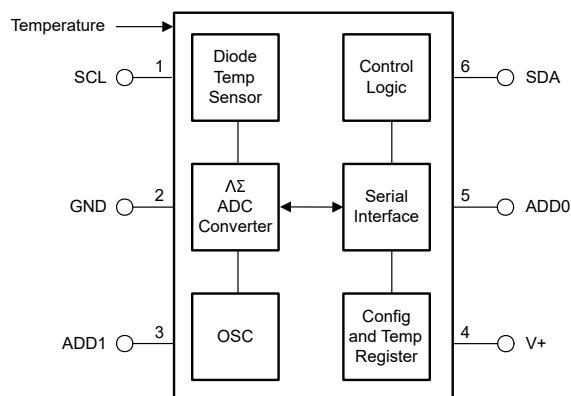 Temperature
SCL
1
Diode
Temp
Sensor
Control
Logic
6
SDA
GND
2
ΛΣ
ADC
Converter
Serial
Interface
5
ADD0
ADD1
3
OSC
Config
and Temp
Register
4
V+